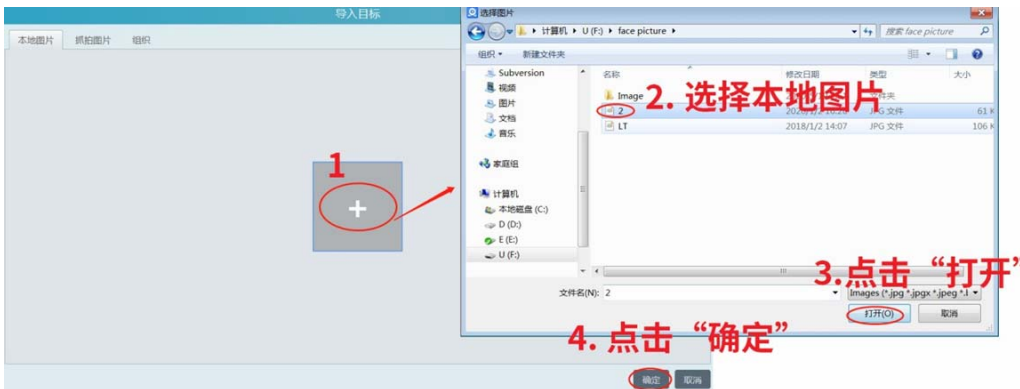 导入目标
本地图片 抓拍图片 组织
1
+
确定 取消
选择图片
计算机 U (F:) face picture
搜索 face picture
组织 新建文件夹
Subversion
视频
图片
文档
音乐
家庭组
计算机
本地磁盘 (C:)
D (D:)
E (E:)
U (F:)
名称 修改日期 类型 大小
Image
2 JPG 文件 61 K
LT 2018/1/2 14:07 JPG 文件 106 K
2. 选择本地图片
文件名(N): 2
Images (*.jpg *.jpgx *.jpeg *.l
打开(O) 取消
3.点击“打开”
4. 点击“确定”